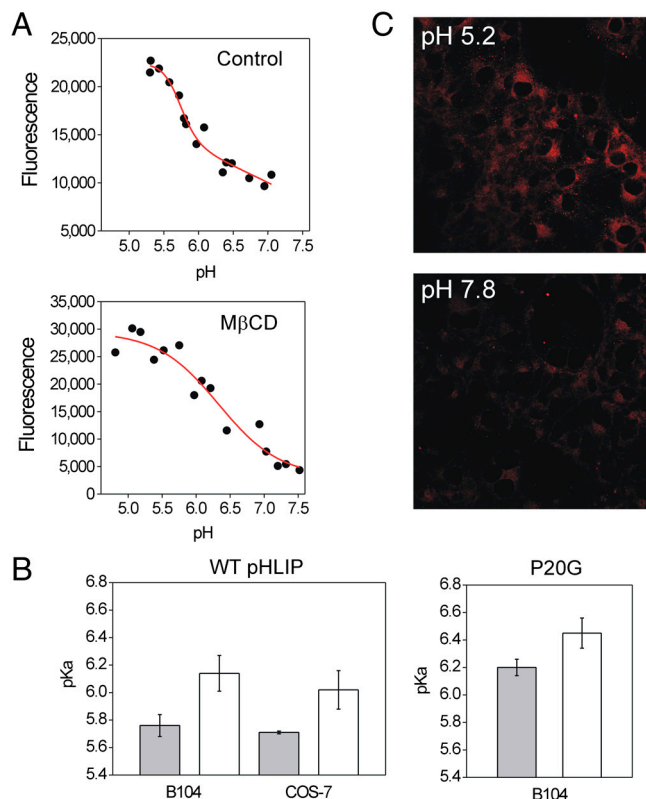 A
Control
25,000
20,000
15,000
10,000
5,000
Fluorescence
5.0 5.5 6.0 6.5 7.0 7.5
pH
MβCD
35,000
30,000
25,000
20,000
15,000
10,000
5,000
0
Fluorescence
5.0 5.5 6.0 6.5 7.0 7.5
pH
C
pH 5.2
pH 7.8
B
WT pHLIP
6.8
6.6
6.4
6.2
6.0
5.8
5.6
5.4
pKa
B104 COS-7
P20G
6.8
6.6
6.4
6.2
6.0
5.8
5.6
5.4
pKa
B104